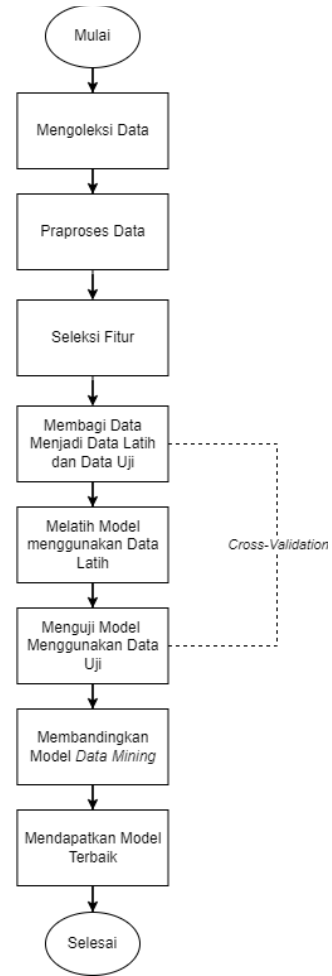 Mulai
Mengoleksi Data
Praproses Data
Seleksi Fitur
Membagi Data
Menjadi Data Latih
dan Data Uji
Melatih Model
menggunakan Data
Latih
Cross-Validation
Menguji Model
Menggunakan Data
Uji
Membandingkan
Model Data Mining
Mendapatkan Model
Terbaik
Selesai